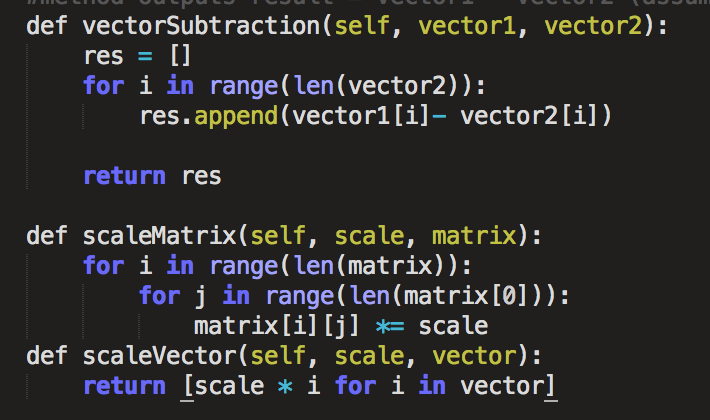 #method outputs result = vector1 - vector2 (assum
def vectorSubtraction(self, vector1, vector2):
    res = []
    for i in range(len(vector2)):
        res.append(vector1[i]- vector2[i])
    return res
def scaleMatrix(self, scale, matrix):
    for i in range(len(matrix)):
        for j in range(len(matrix[0])):
            matrix[i][j] *= scale
def scaleVector(self, scale, vector):
    return [scale * i for i in vector]